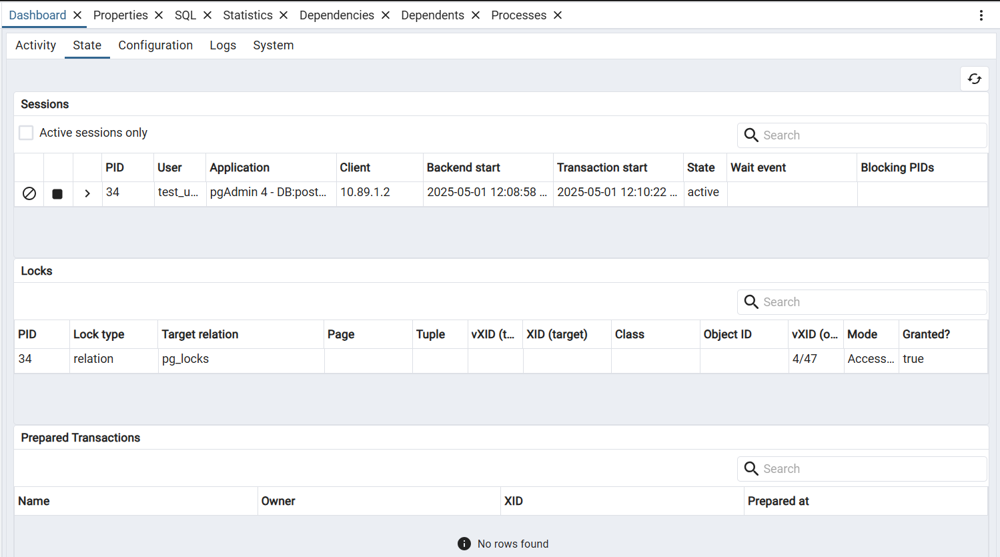 Dashboard Properties SQL Statistics Dependencies Dependents Processes
Activity State Configuration Logs System
Sessions
Active sessions only
Search
PID User Application Client Backend start Transaction start State Wait event Blocking PIDs
34 test_u... pgAdmin 4 - DB:post... 10.89.1.2 2025-05-01 12:08:58 ... 2025-05-01 12:10:22 ... active
Locks
Search
PID Lock type Target relation Page Tuple vXID (t... XID (target) Class Object ID vXID (o... Mode Granted?
34 relation pg_locks 4/47 Access... true
Prepared Transactions
Search
Name Owner XID Prepared at
No rows found